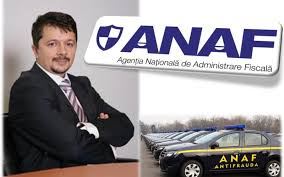 ANAF
Agenția Națională de Administrare Fiscală
ANAF
ANTIFRAUDA